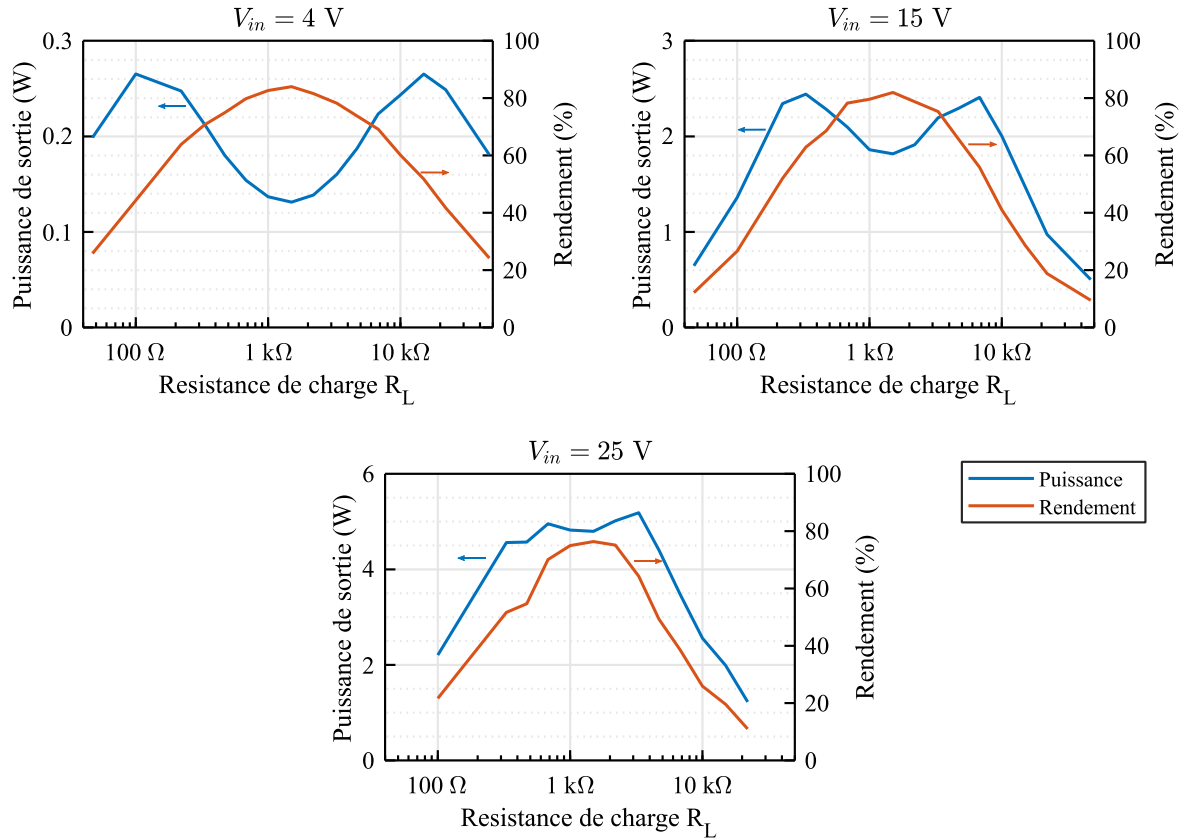 V_in = 4 V
Puissance de sortie (W)
0.3
0.2
0.1
0
100
80
60
40
20
0
Rendement (%)
100 Ω
1 kΩ
10 kΩ
Resistance de charge R_L
V_in = 15 V
Puissance de sortie (W)
3
2
1
0
100
80
60
40
20
0
Rendement (%)
100 Ω
1 kΩ
10 kΩ
Resistance de charge R_L
V_in = 25 V
Puissance de sortie (W)
6
4
2
0
100
80
60
40
20
0
Rendement (%)
100 Ω
1 kΩ
10 kΩ
Resistance de charge R_L
Puissance
Rendement